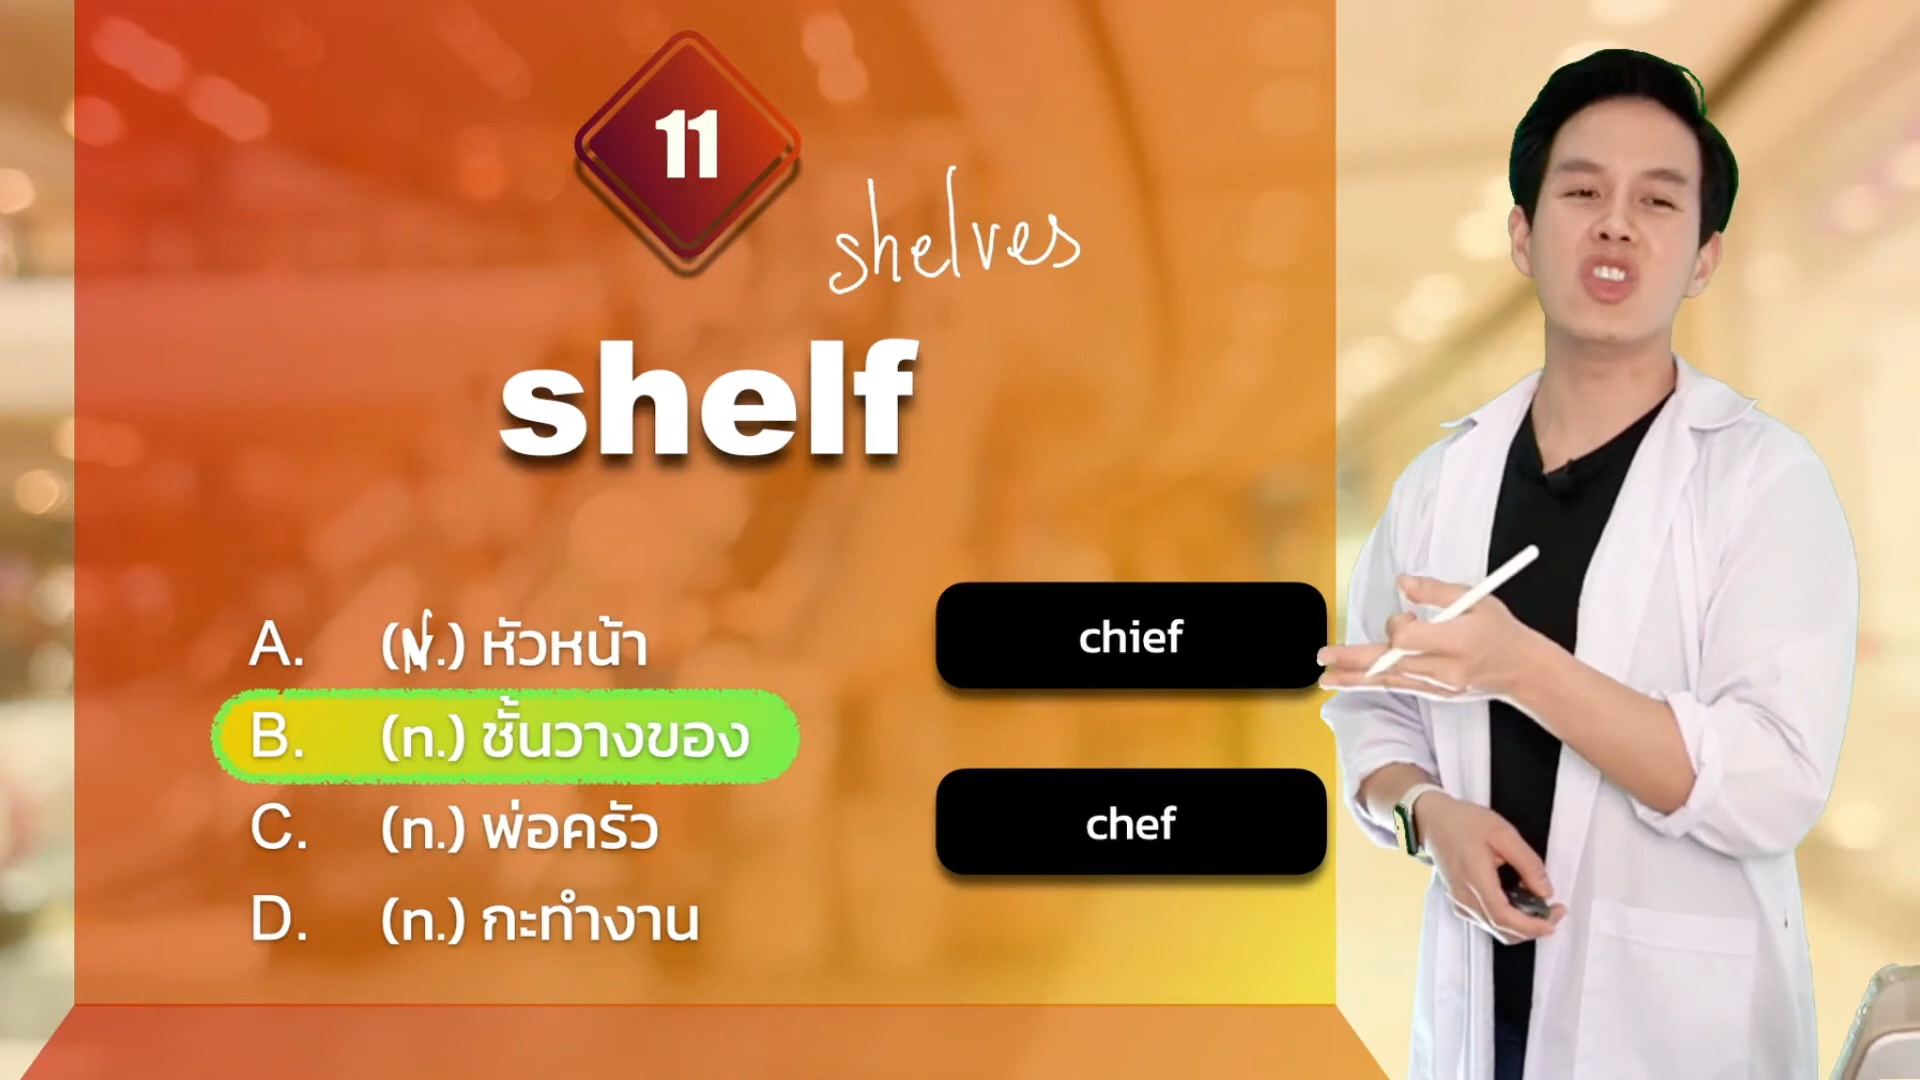 11
shelves
shelf
A. (N.) หัวหน้า
chief
B. (n.) ชั้นวางของ
C. (n.) พ่อครัว
chef
D. (n.) กะทำงาน